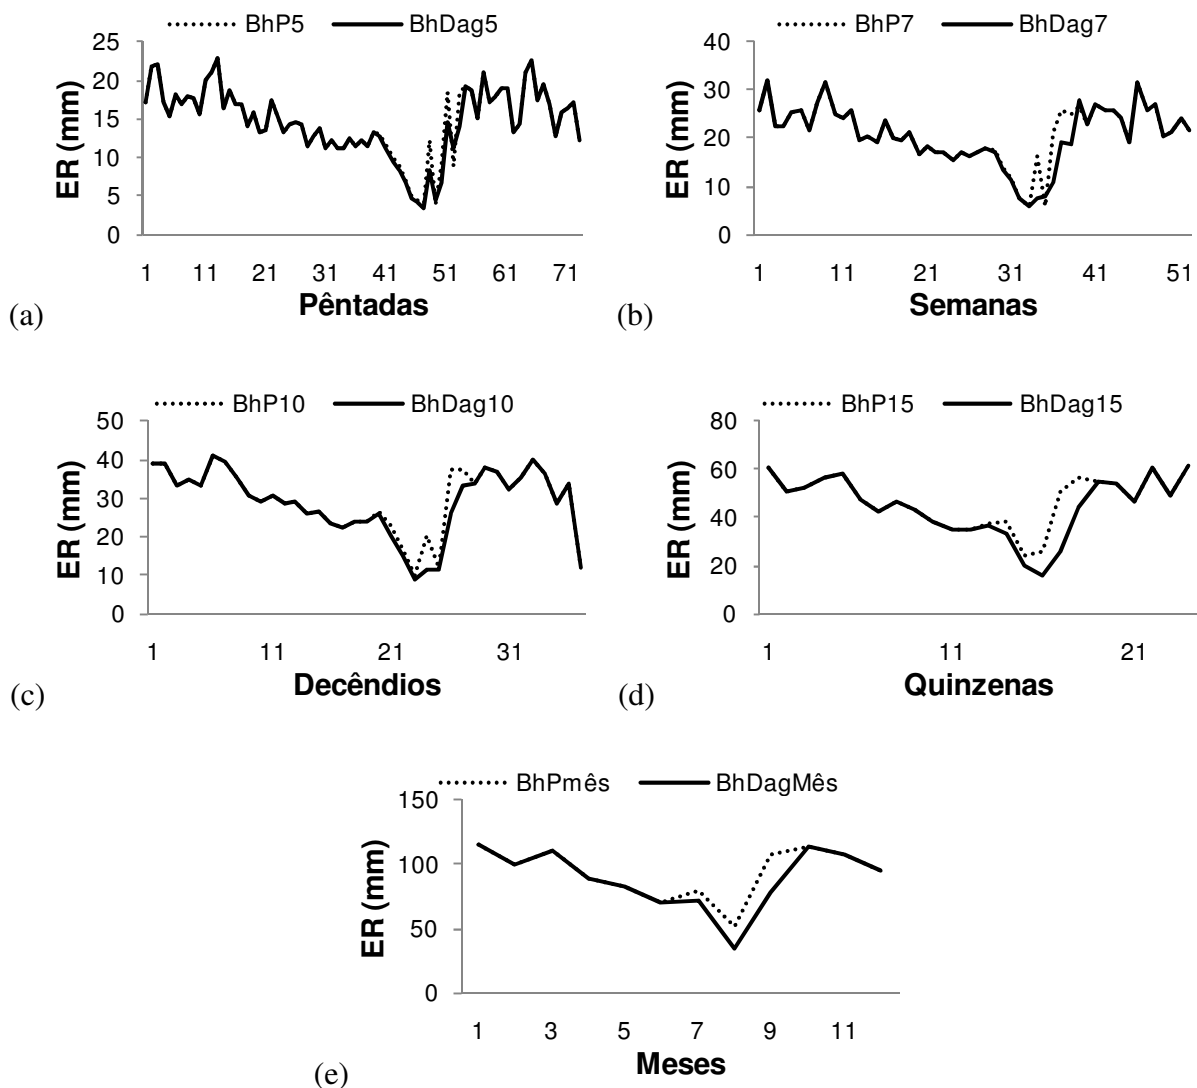 BhP5 BhDag5
25
20
15
10
5
0
ER (mm)
1 11 21 31 41 51 61 71
Pêntadas
(a)
BhP7 BhDag7
40
30
20
10
0
ER (mm)
1 11 21 31 41 51
Semanas
(b)
BhP10 BhDag10
50
40
30
20
10
0
ER (mm)
1 11 21 31
Decêndios
(c)
BhP15 BhDag15
80
60
40
20
0
ER (mm)
1 11 21
Quinzenas
(d)
BhPmês BhDagMês
150
100
50
0
ER (mm)
1 3 5 7 9 11
Meses
(e)